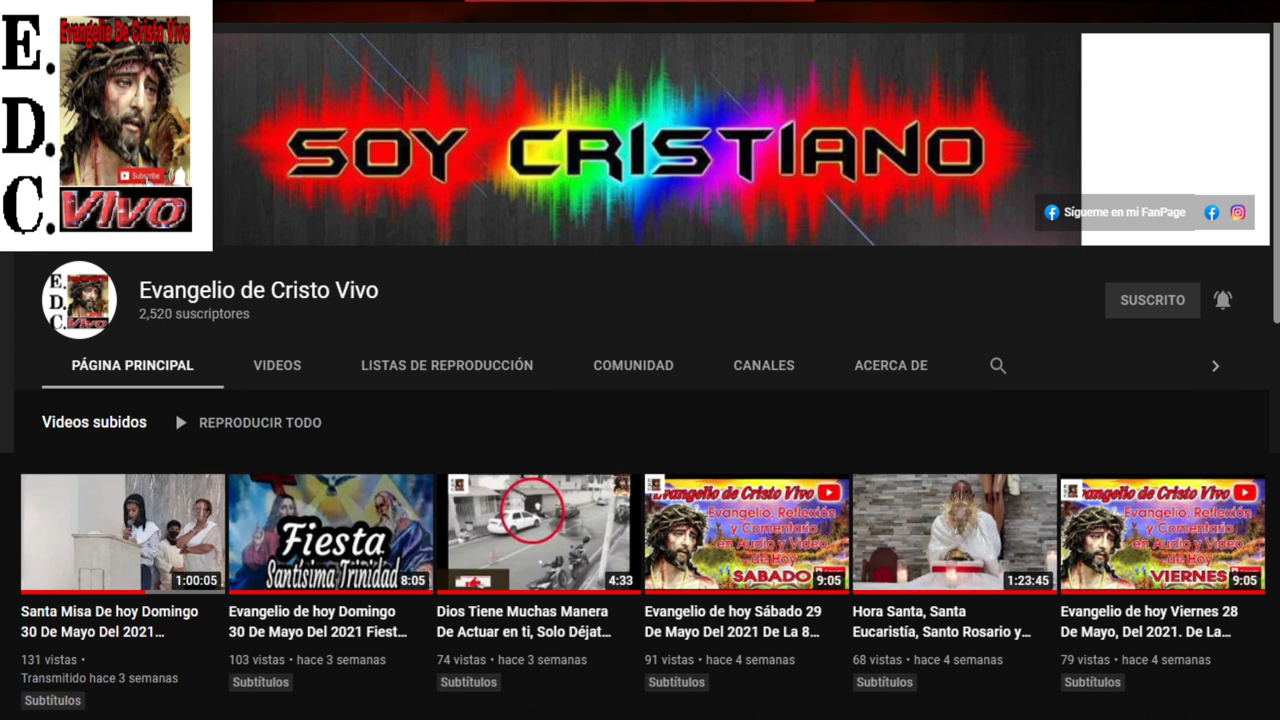 E.
D.
C.
Evangelio De Cristo Vivo
Subscribe
Vivo
SOY CRISTIANO
Sígueme en mi FanPage
E.
D.
C.
Vivo
Evangelio de Cristo Vivo
2,520 suscriptores
SUSCRITO
PÁGINA PRINCIPAL
VIDEOS
LISTAS DE REPRODUCCIÓN
COMUNIDAD
CANALES
ACERCA DE
Videos subidos
REPRODUCIR TODO
1:00:05
Santa Misa De hoy Domingo
30 De Mayo Del 2021...
131 vistas •
Transmitido hace 3 semanas
Subtítulos
Fiesta
Santísima Trinidad
8:05
Evangelio de hoy Domingo
30 De Mayo Del 2021 Fiest...
103 vistas • hace 3 semanas
Subtítulos
4:33
Dios Tiene Muchas Manera
De Actuar en ti, Solo Déjat...
74 vistas • hace 3 semanas
Subtítulos
Evangelio de Cristo Vivo
Evangelio, Reflexión
y Comentario
en Audio y Video
de Hoy
SABADO
9:05
Evangelio de hoy Sábado 29
De Mayo Del 2021 De La 8...
91 vistas • hace 4 semanas
Subtítulos
1:23:45
Hora Santa, Santa
Eucaristía, Santo Rosario y...
68 vistas • hace 4 semanas
Subtítulos
Evangelio de Cristo Vivo
Evangelio, Reflexión
y Comentario
en Audio y Video
de Hoy
VIERNES
9:05
Evangelio de hoy Viernes 28
De Mayo, Del 2021. De La...
79 vistas • hace 4 semanas
Subtítulos